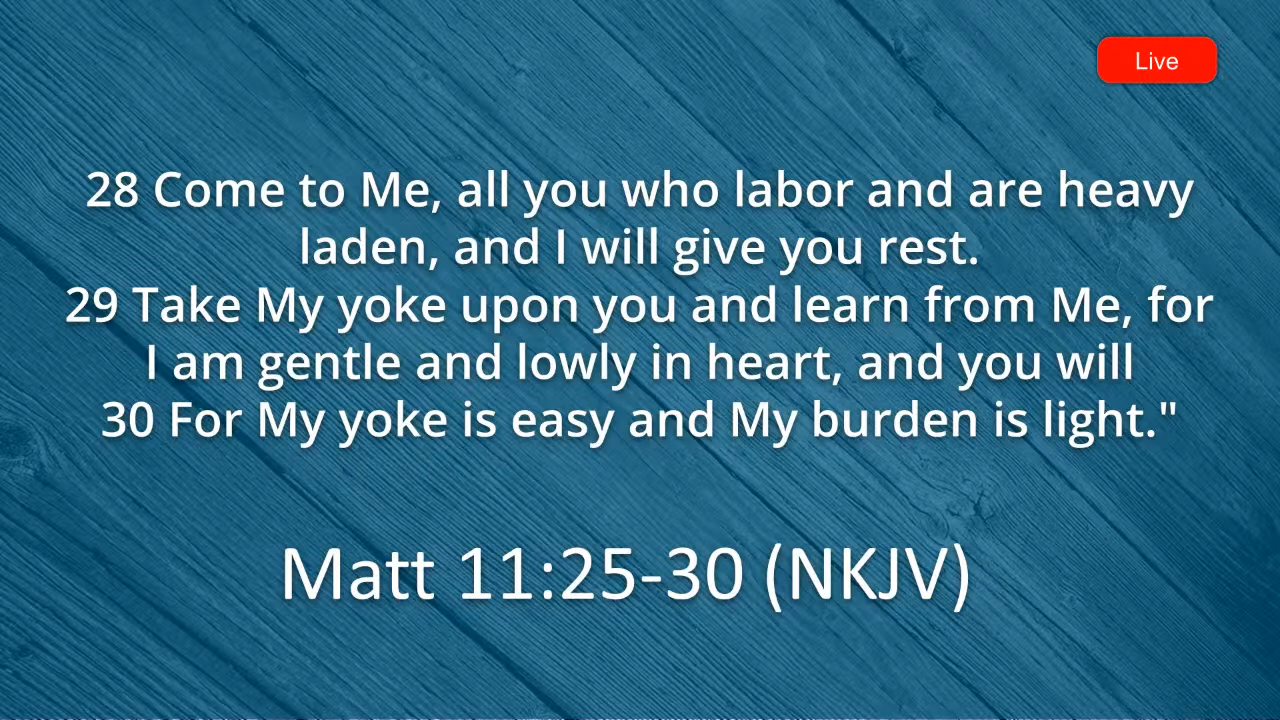 Live
28 Come to Me, all you who labor and are heavy
laden, and I will give you rest.
29 Take My yoke upon you and learn from Me, for
I am gentle and lowly in heart, and you will
30 For My yoke is easy and My burden is light."
Matt 11:25-30 (NKJV)